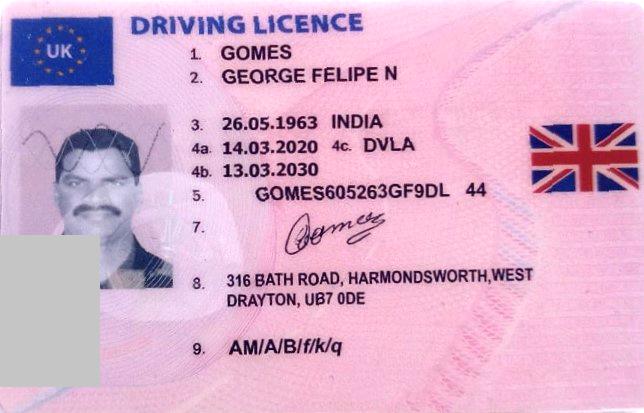 UK
DRIVING LICENCE
1. GOMES
2. GEORGE FELIPE N
3. 26.05.1963 INDIA
4a. 14.03.2020 4c. DVLA
4b. 13.03.2030
5. GOMES605263GF9DL 44
7. Gomes
8. 316 BATH ROAD, HARMONDSWORTH,WEST
DRAYTON, UB7 0DE
9. AM/A/B/f/k/q